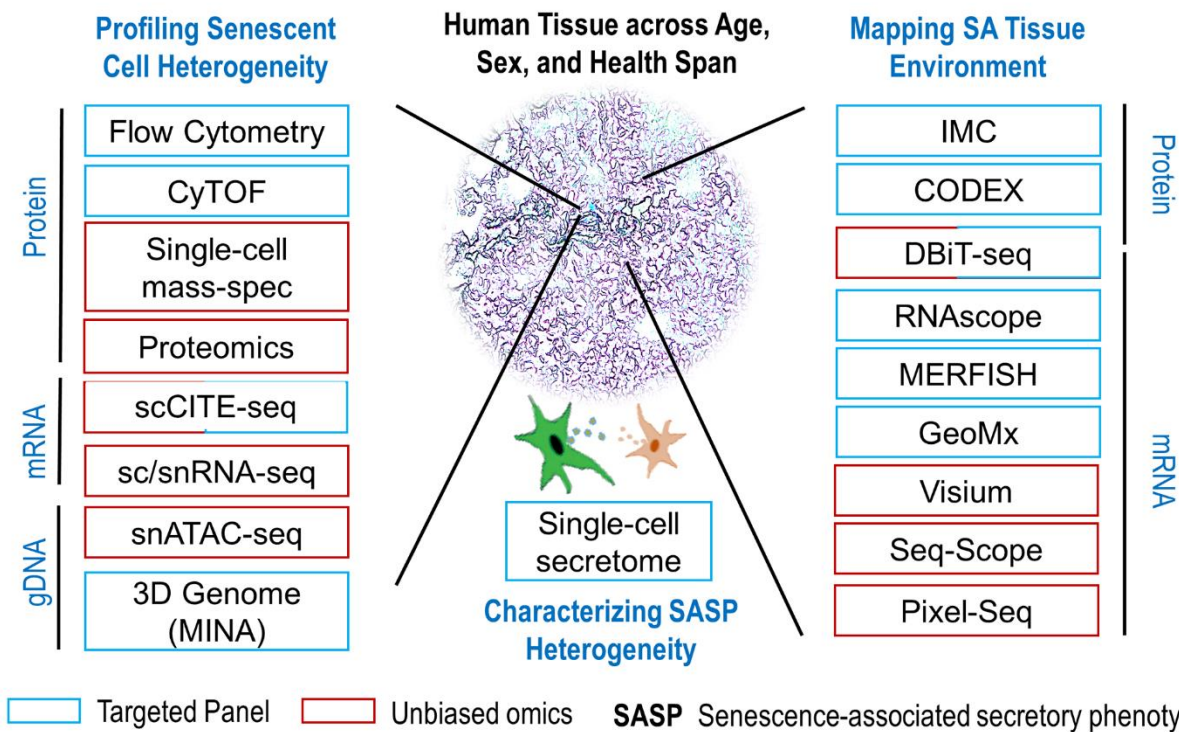 Profiling Senescent
Cell Heterogeneity
Protein
Flow Cytometry
CyTOF
Single-cell
mass-spec
Proteomics
mRNA
scCITE-seq
sc/snRNA-seq
gDNA
snATAC-seq
3D Genome
(MINA)
Human Tissue across Age,
Sex, and Health Span
Single-cell
secretome
Characterizing SASP
Heterogeneity
Mapping SA Tissue
Environment
IMC
CODEX
DBiT-seq
RNAscope
MERFISH
GeoMx
Visium
Seq-Scope
Pixel-Seq
Protein
mRNA
Targeted Panel
Unbiased omics
SASP Senescence-associated secretory phenoty